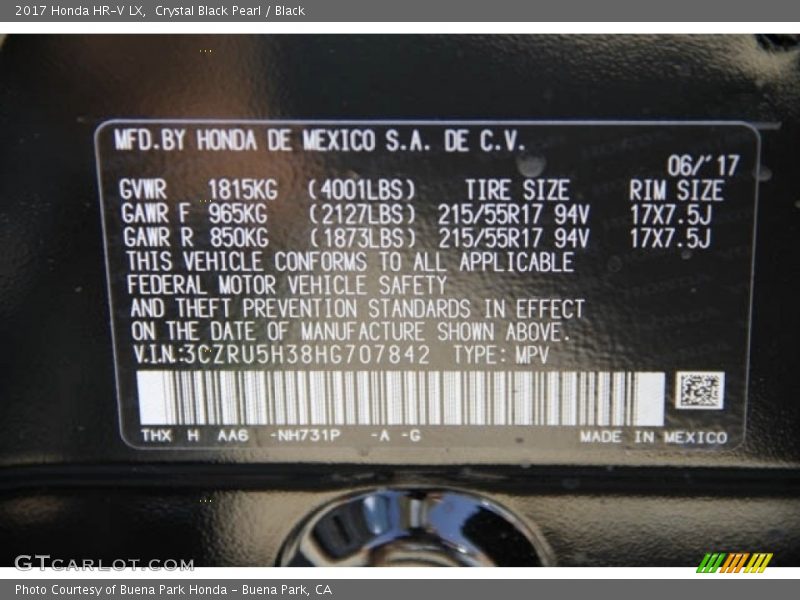 2017 Honda HR-V LX, Crystal Black Pearl / Black
MFD.BY HONDA DE MEXICO S.A. DE C.V.
06/'17
GVWR 1815KG (4001LBS) TIRE SIZE RIM SIZE
GAWR F 965KG (2127LBS) 215/55R17 94V 17X7.5J
GAWR R 850KG (1873LBS) 215/55R17 94V 17X7.5J
THIS VEHICLE CONFORMS TO ALL APPLICABLE
FEDERAL MOTOR VEHICLE SAFETY
AND THEFT PREVENTION STANDARDS IN EFFECT
ON THE DATE OF MANUFACTURE SHOWN ABOVE.
V.I.N:3CZRU5H38HG707842 TYPE: MPV
THX H AA6 -NH731P -A -G MADE IN MEXICO
GTCARLOT.COM
Photo Courtesy of Buena Park Honda – Buena Park, CA